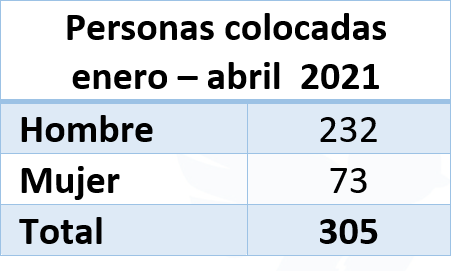 Personas colocadas
enero – abril 2021
Hombre 232
Mujer 73
Total 305